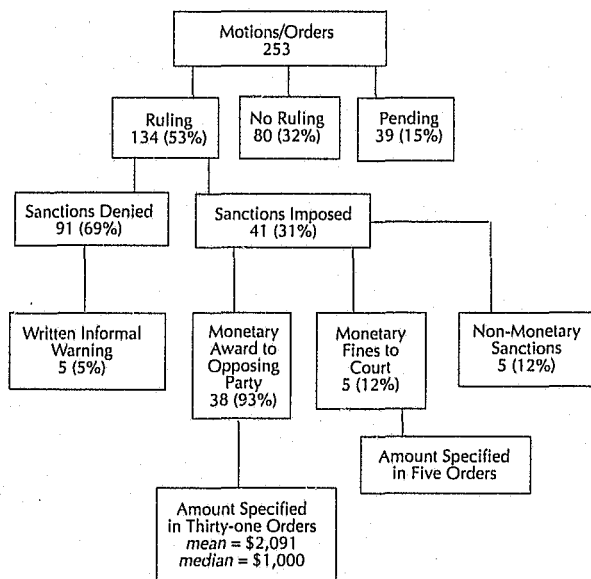 Motions/Orders
253
Ruling
134 (53%)
No Ruling
80 (32%)
Pending
39 (15%)
Sanctions Denied
91 (69%)
Sanctions Imposed
41 (31%)
Written Informal
Warning
5 (5%)
Monetary
Award to
Opposing
Party
38 (93%)
Monetary
Fines to
Court
5 (12%)
Non-Monetary
Sanctions
5 (12%)
Amount Specified
in Five Orders
Amount Specified
in Thirty-one Orders
mean = $2,091
median = $1,000